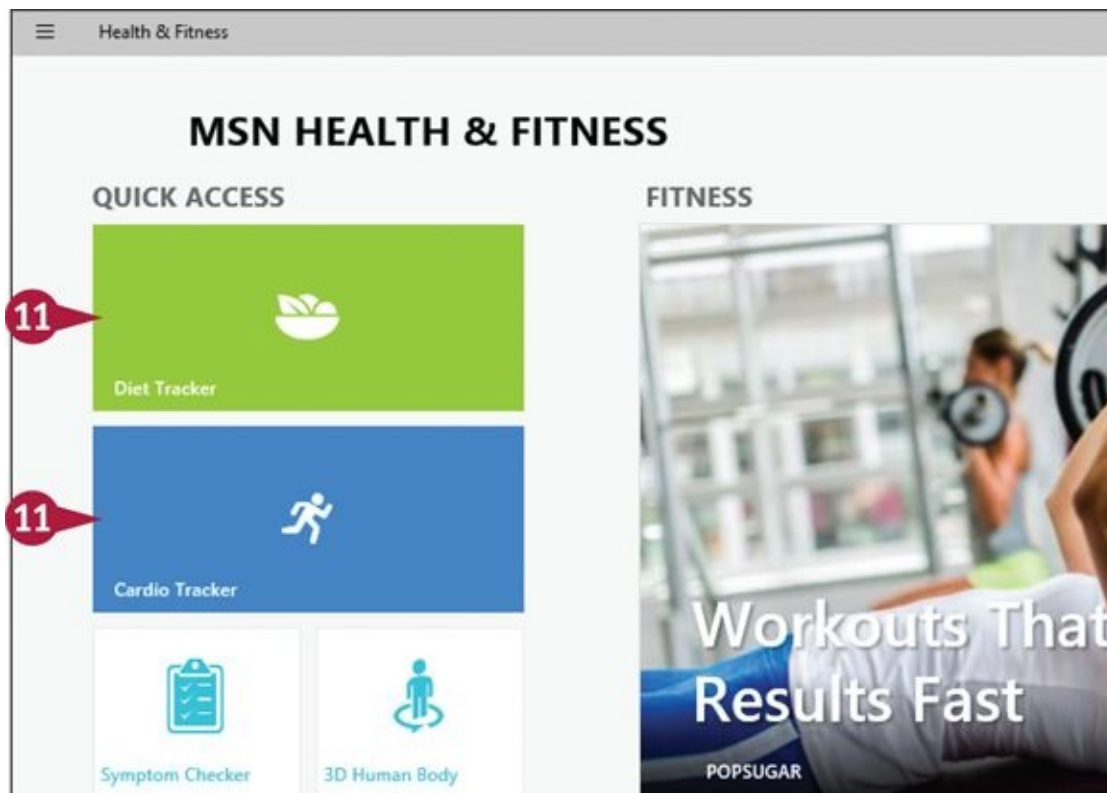 Health & Fitness
MSN HEALTH & FITNESS
QUICK ACCESS
FITNESS
11
Diet Tracker
11
Cardio Tracker
Workouts That
Results Fast
Symptom Checker
3D Human Body
POPSUGAR